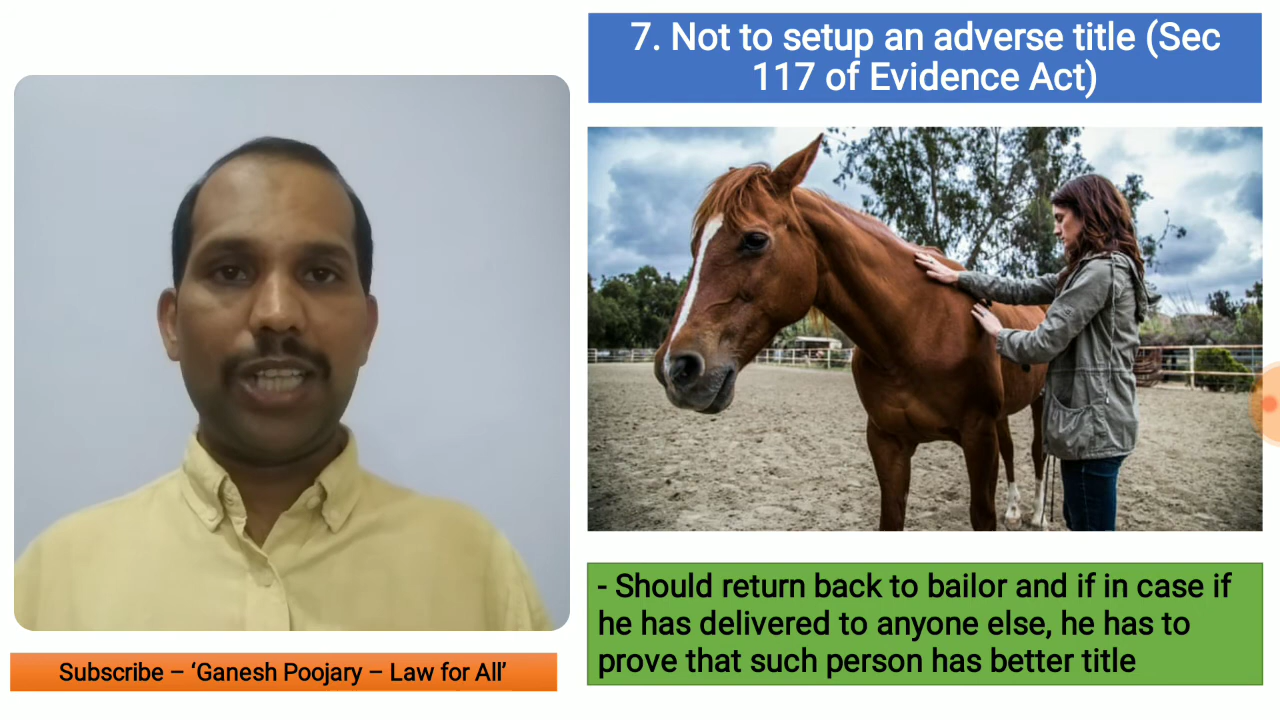 7. Not to setup an adverse title (Sec
117 of Evidence Act)
- Should return back to bailor and if in case if
he has delivered to anyone else, he has to
prove that such person has better title
Subscribe – ‘Ganesh Poojary – Law for All’